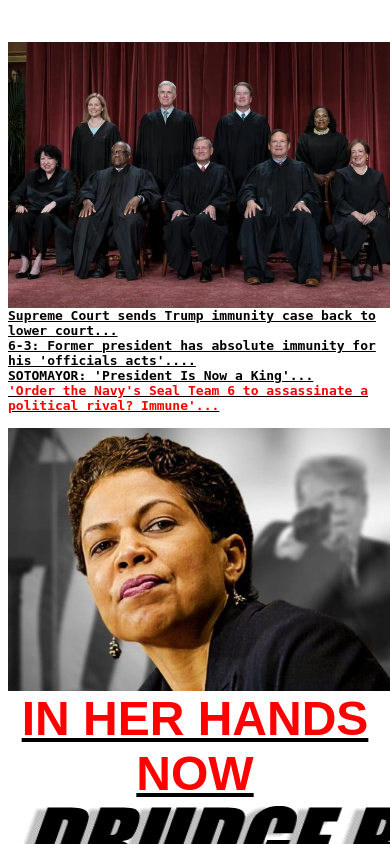 Supreme Court sends Trump immunity case back to
lower court...
6-3: Former president has absolute immunity for
his 'officials acts'....
SOTOMAYOR: 'President Is Now a King'...
'Order the Navy's Seal Team 6 to assassinate a
political rival? Immune'...
IN HER HANDS
NOW
DRUDGE R